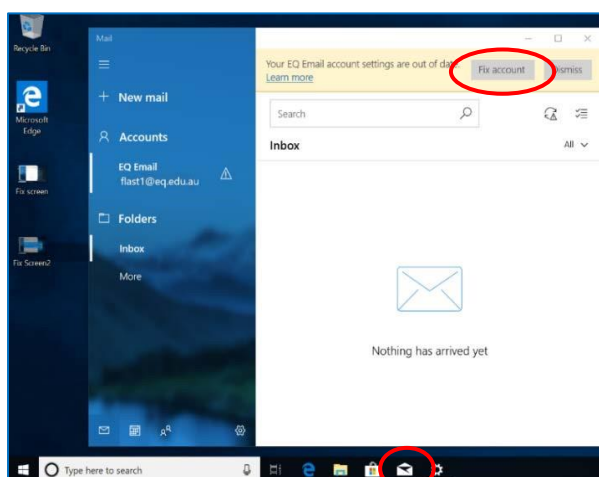 Recycle Bin
Microsoft
Edge
Fix screen
Fix Screen2
Mail
+ New mail
Accounts
EQ Email
flast1@eq.edu.au
Folders
Inbox
More
Your EQ Email account settings are out of date.
Learn more
Fix account
Dismiss
Search
Inbox
All
Nothing has arrived yet
Type here to search